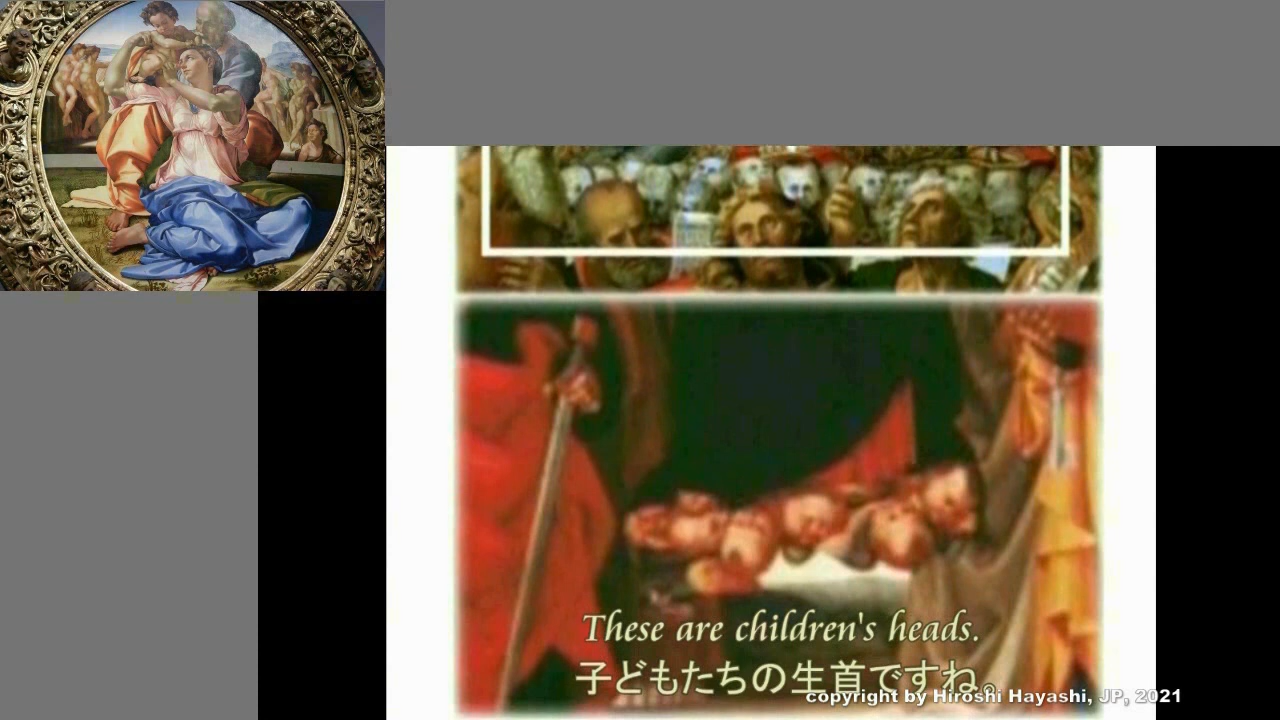 These are children's heads.
子どもたちの生首ですね。
copyright by Hiroshi Hayashi, JP, 2021